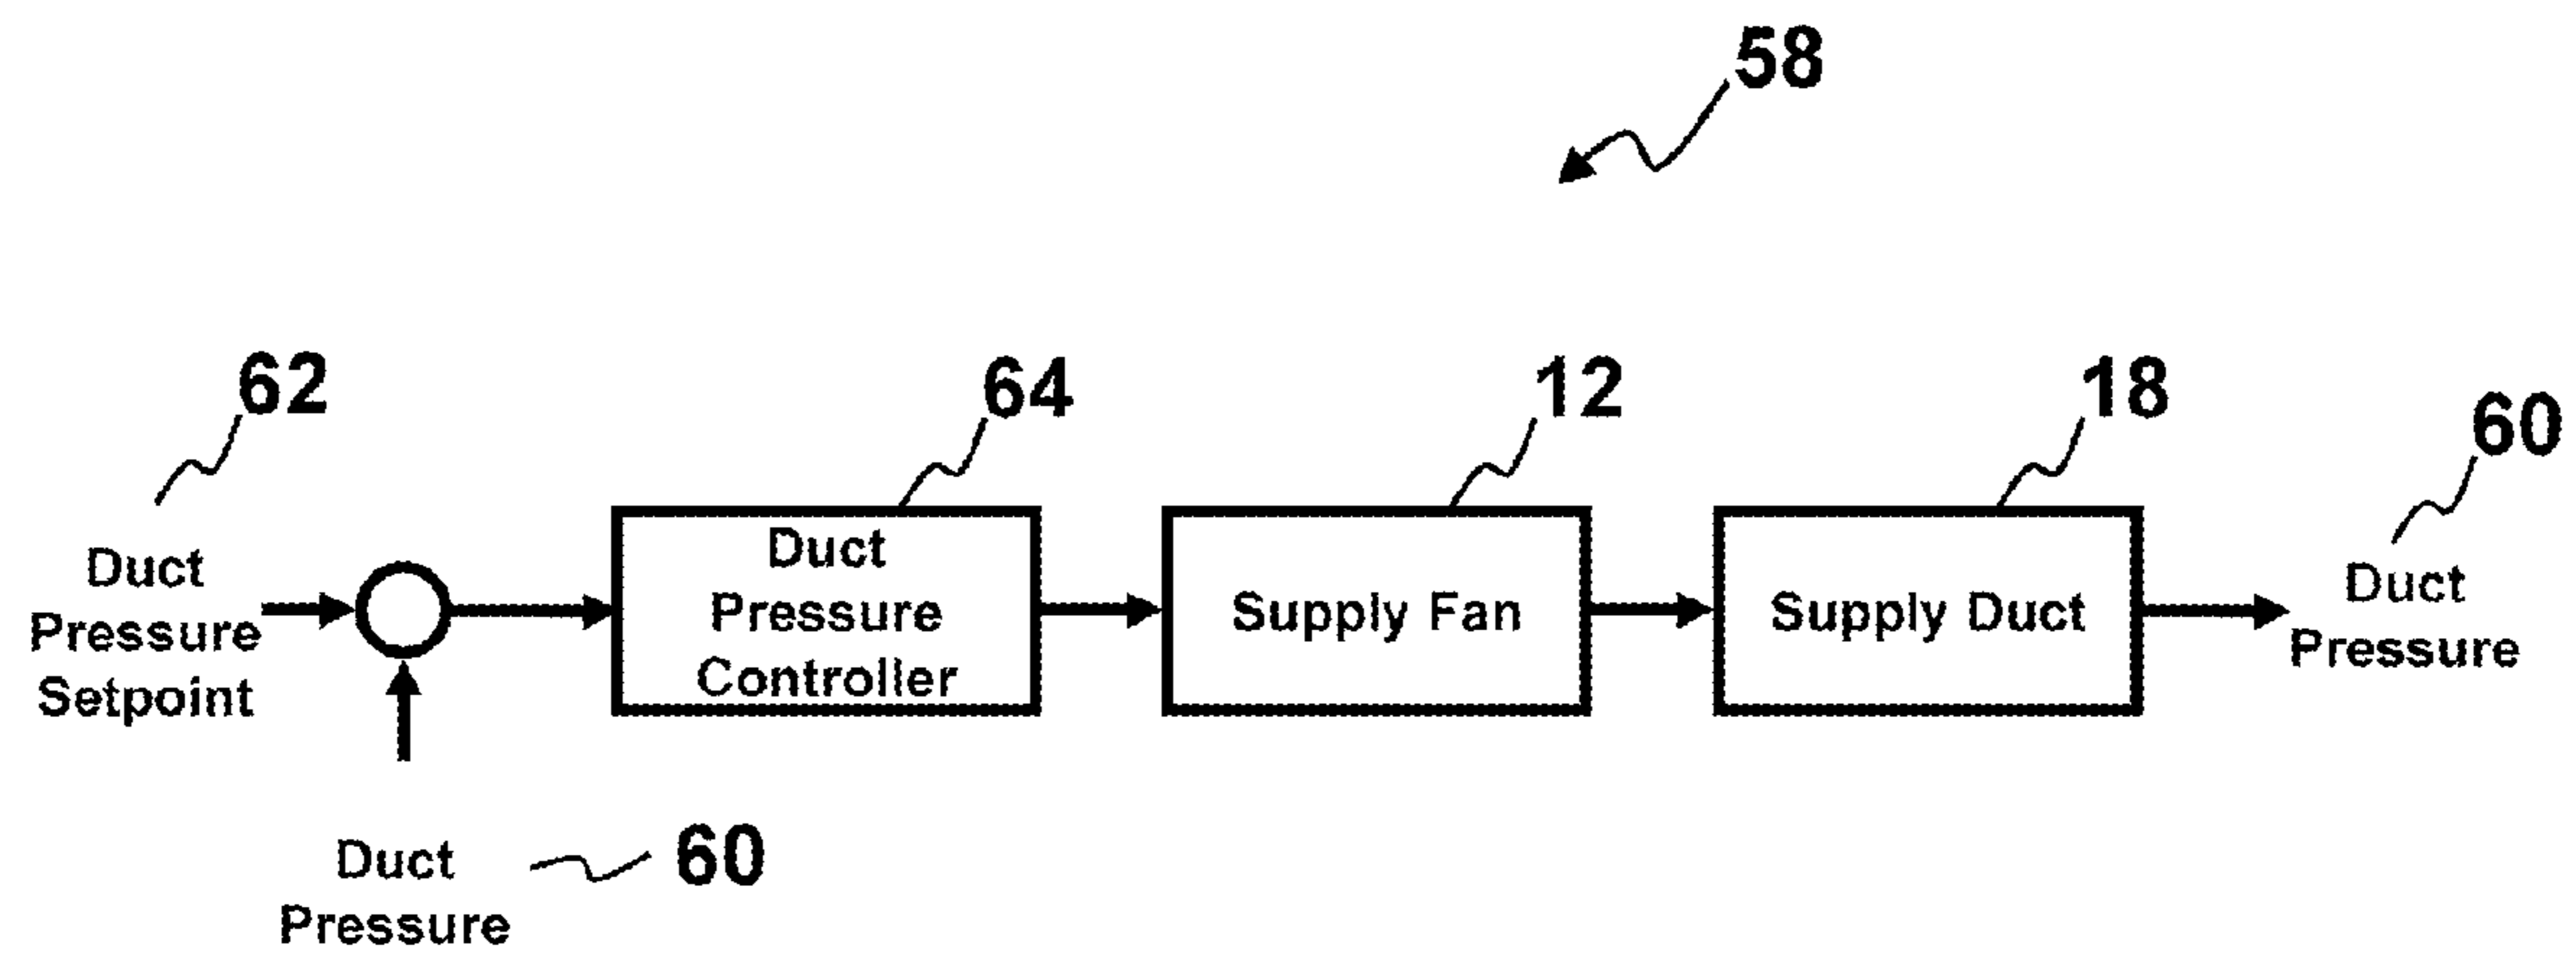 58
62
64
12
18
60
Duct
Pressure
Setpoint
Duct
Pressure
Controller
Supply Fan
Supply Duct
Duct
Pressure
Duct
Pressure
60